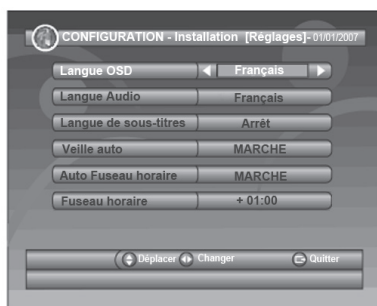 CONFIGURATION - Installation [Réglages]- 01/01/2007
Langue OSD Français
Langue Audio Français
Langue de sous-titres Arrêt
Veille auto MARCHE
Auto Fuseau horaire MARCHE
Fuseau horaire + 01:00
Déplacer Changer Quitter